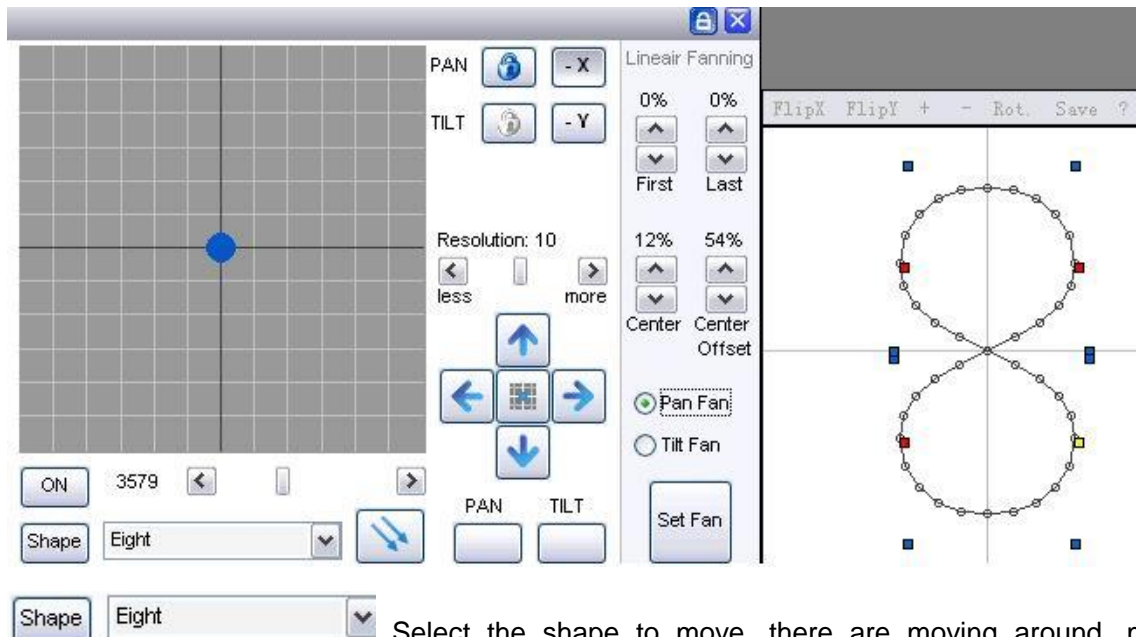 PAN
- X
TILT
- Y
Resolution: 10
less more
ON
3579
Shape
Eight
PAN TILT
Lineair Fanning
0% 0%
First Last
12% 54%
Center Center
Offset
Pan Fan
Tilt Fan
Set Fan
FlipX FlipY + - Rot. Save ?
Shape
Eight
Select the shape to move, there are moving around,